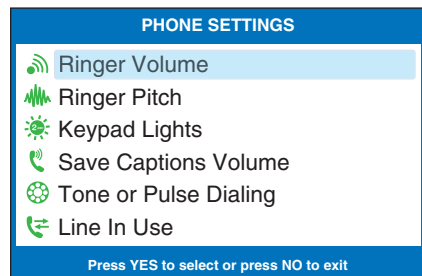 PHONE SETTINGS
Ringer Volume
Ringer Pitch
Keypad Lights
Save Captions Volume
Tone or Pulse Dialing
Line In Use
Press YES to select or press NO to exit